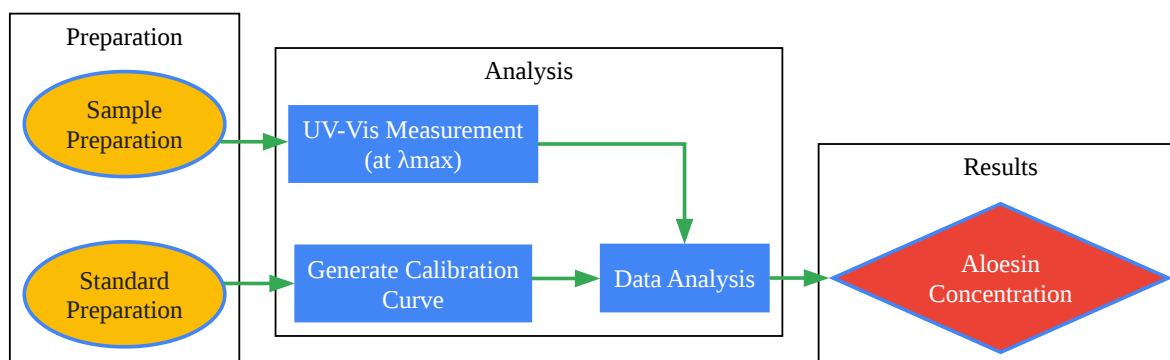 Preparation
Sample
Preparation
Standard
Preparation
Analysis
UV-Vis Measurement
(at λmax)
Generate Calibration
Curve
Data Analysis
Results
Aloesin
Concentration